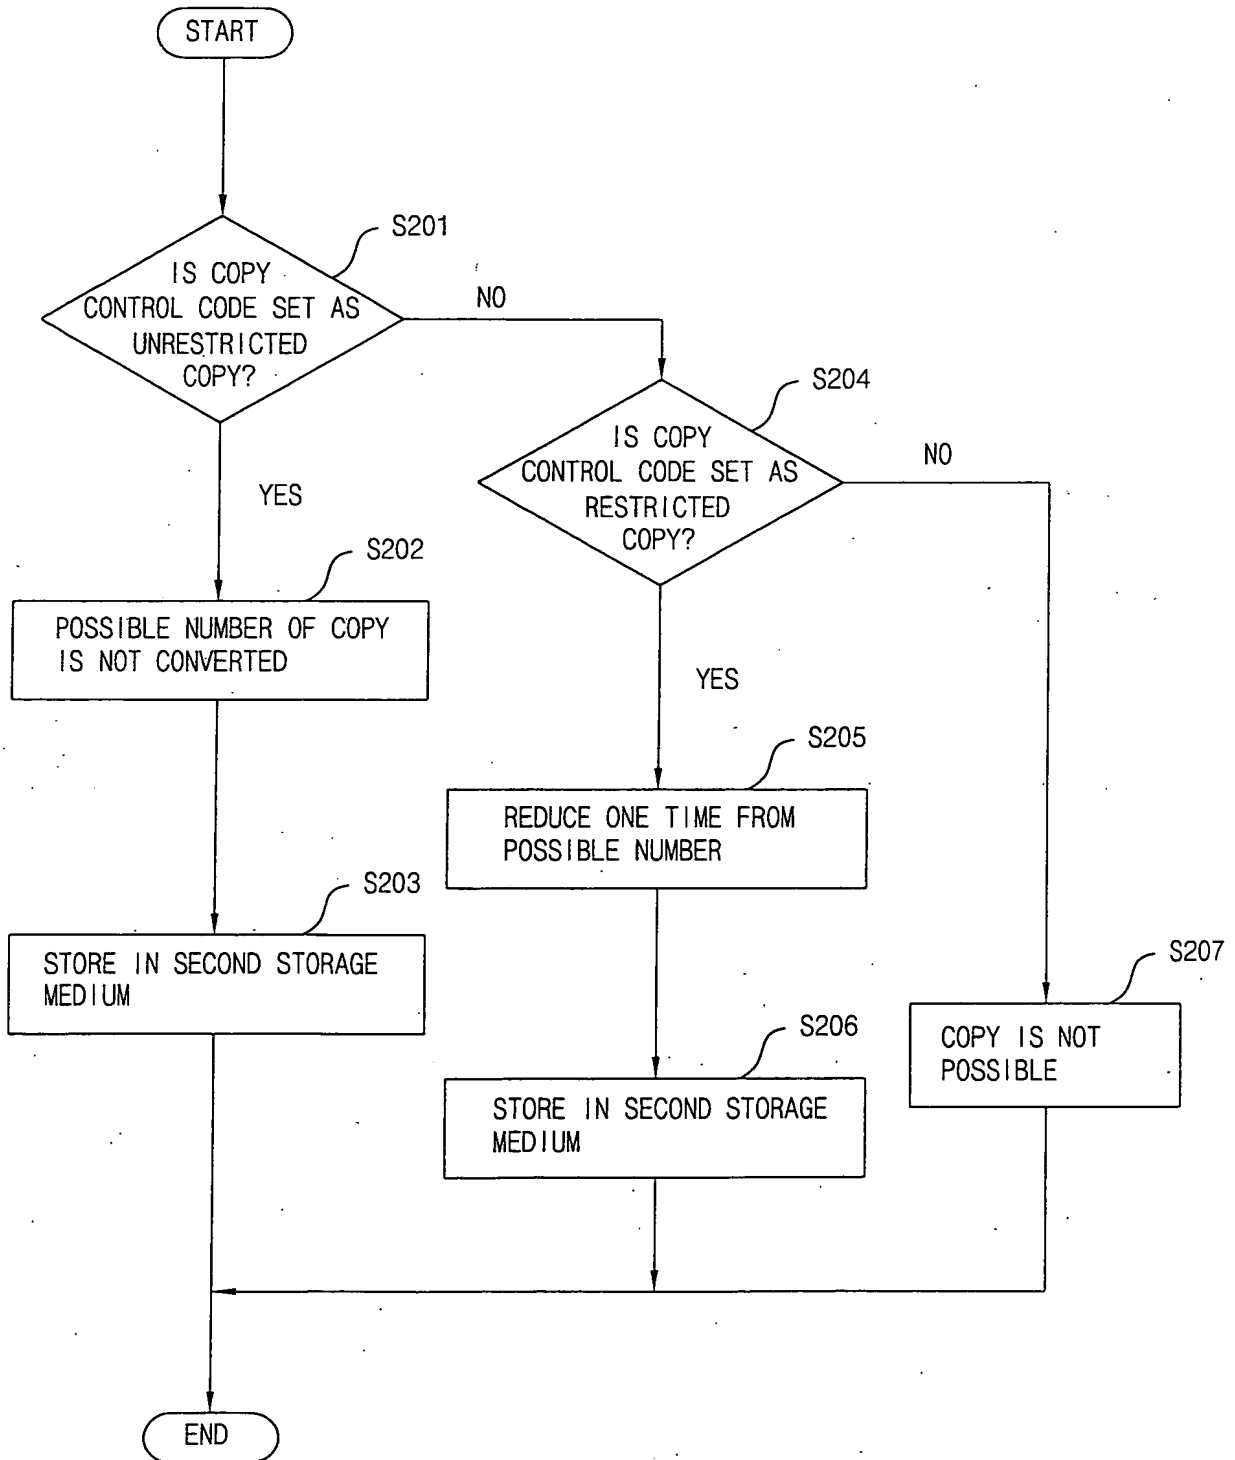 START
S201
IS COPY
CONTROL CODE SET AS
UNRESTRICTED
COPY?
NO
YES
S204
IS COPY
CONTROL CODE SET AS
RESTRICTED
COPY?
NO
YES
S202
POSSIBLE NUMBER OF COPY
IS NOT CONVERTED
S205
REDUCE ONE TIME FROM
POSSIBLE NUMBER
S203
STORE IN SECOND STORAGE
MEDIUM
S206
STORE IN SECOND STORAGE
MEDIUM
S207
COPY IS NOT
POSSIBLE
END